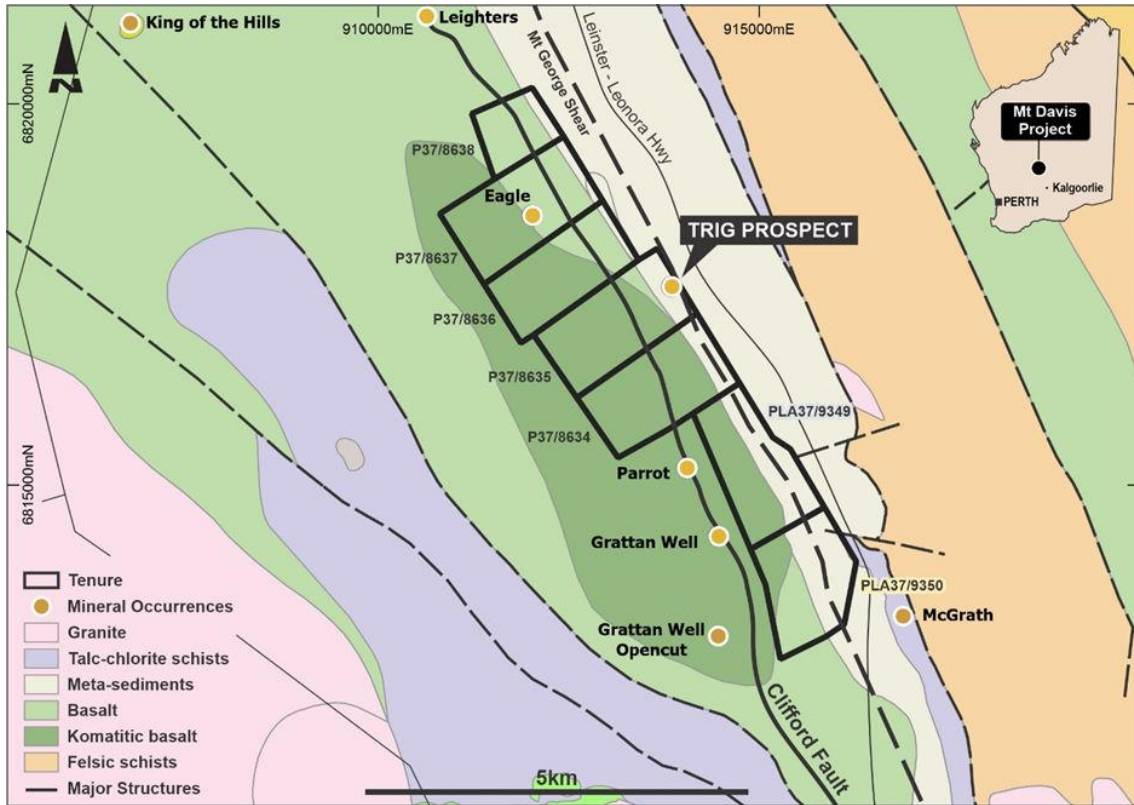 King of the Hills
910000mE
Leighters
915000mE
N
6820000mN
Mt George Shear
Leinster - Leonora Hwy
Mt Davis
Project
Kalgoorlie
PERTH
P37/8638
Eagle
TRIG PROSPECT
P37/8637
P37/8636
P37/8635
PLA37/9349
P37/8634
Parrot
6815000mN
Grattan Well
PLA37/9350
McGrath
Grattan Well
Opencut
Clifford Fault
Tenure
Mineral Occurrences
Granite
Talc-chlorite schists
Meta-sediments
Basalt
Komatitic basalt
Felsic schists
Major Structures
5km